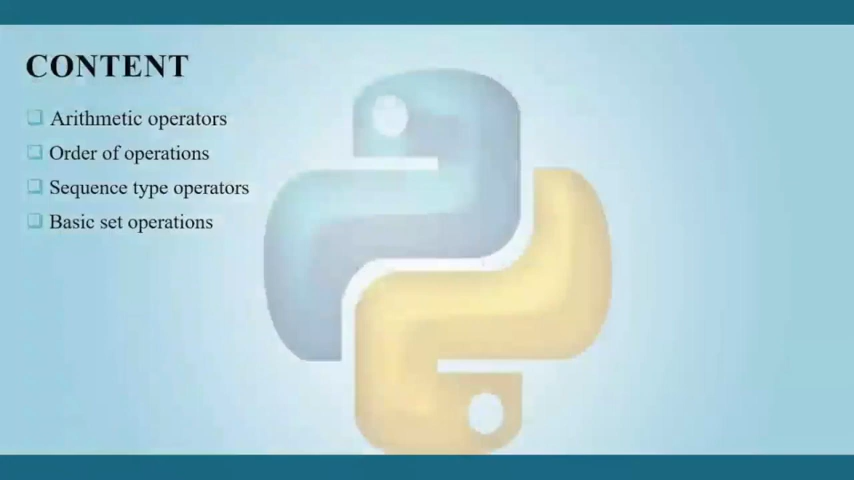 CONTENT
Arithmetic operators
Order of operations
Sequence type operators
Basic set operations